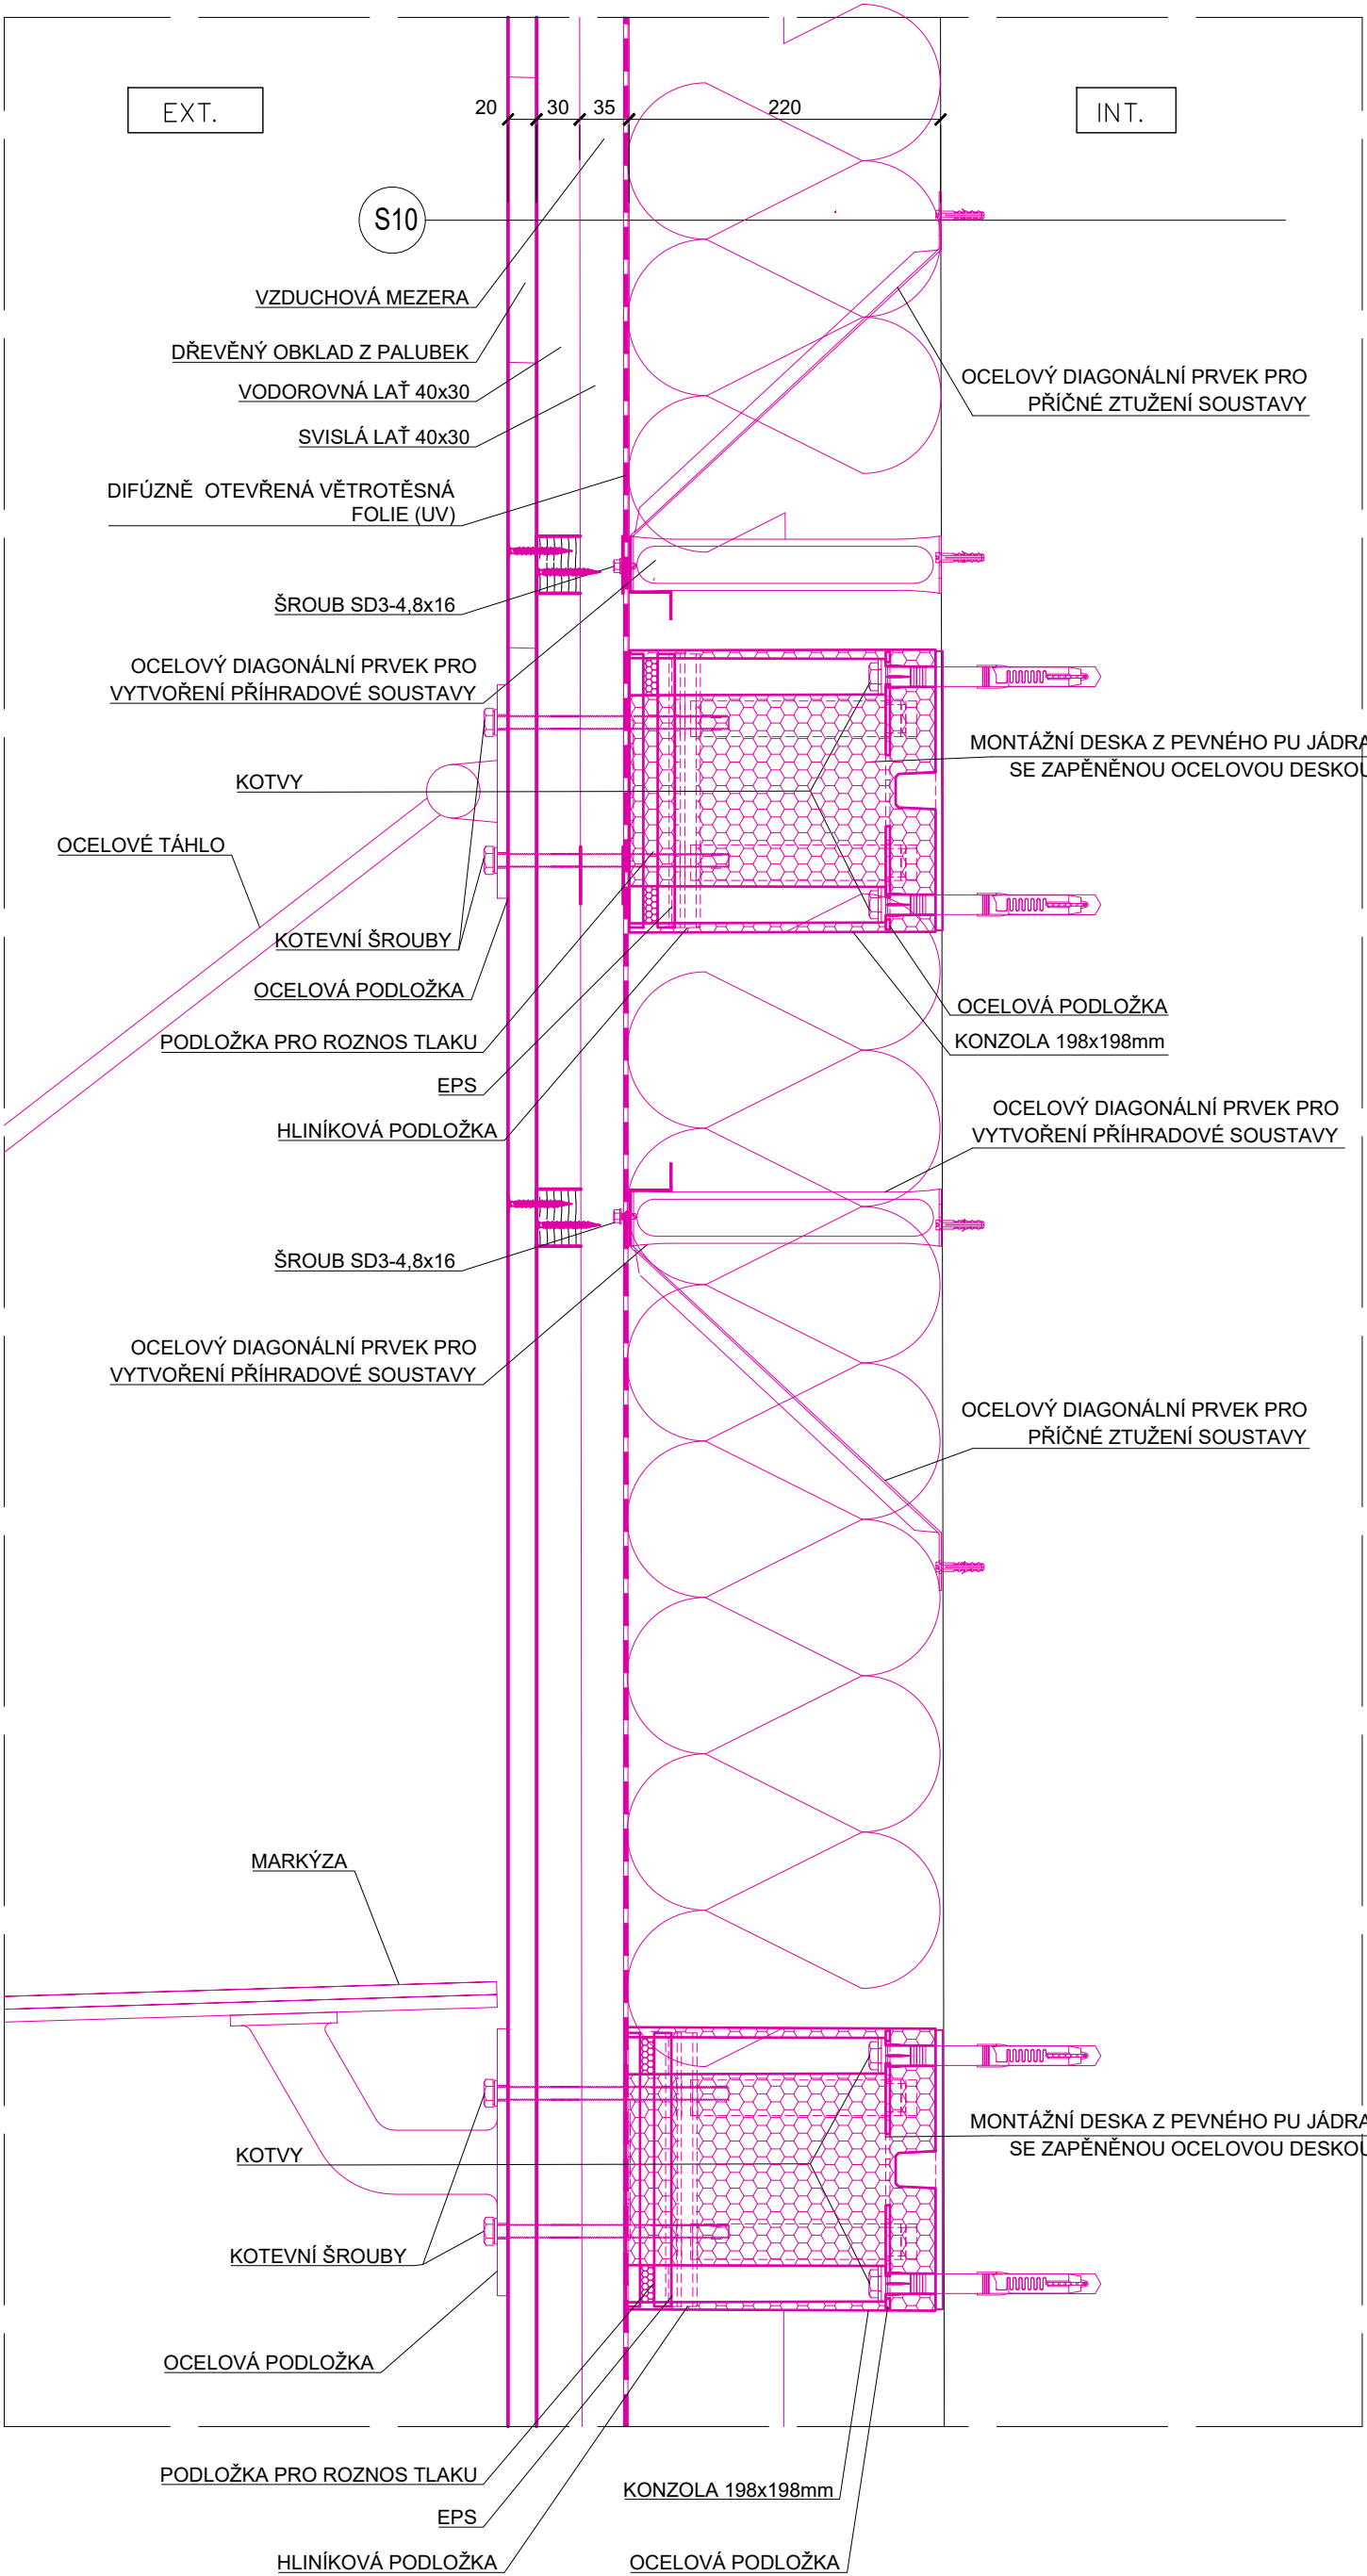 EXT.
20 30 35 220
INT.
S10
VZDUCHOVÁ MEZERA
DŘEVĚNÝ OBKLAD Z PALUBEK
VODOROVNÁ LAŤ 40x30
SVISLÁ LAŤ 40x30
OCELOVÝ DIAGONÁLNÍ PRVEK PRO
PŘÍČNÉ ZTUŽENÍ SOUSTAVY
DIFÚZNĚ OTEVŘENÁ VĚTROTĚSNÁ
FOLIE (UV)
ŠROUB SD3-4,8x16
OCELOVÝ DIAGONÁLNÍ PRVEK PRO
VYTVOŘENÍ PŘÍHRADOVÉ SOUSTAVY
MONTÁŽNÍ DESKA Z PEVNÉHO PU JÁDRA
SE ZAPĚNĚNOU OCELOVOU DESKOU
KOTVY
OCELOVÉ TÁHLO
KOTEVNÍ ŠROUBY
OCELOVÁ PODLOŽKA
OCELOVÁ PODLOŽKA
PODLOŽKA PRO ROZNOS TLAKU
KONZOLA 198x198mm
EPS
HLINÍKOVÁ PODLOŽKA
OCELOVÝ DIAGONÁLNÍ PRVEK PRO
VYTVOŘENÍ PŘÍHRADOVÉ SOUSTAVY
ŠROUB SD3-4,8x16
OCELOVÝ DIAGONÁLNÍ PRVEK PRO
VYTVOŘENÍ PŘÍHRADOVÉ SOUSTAVY
OCELOVÝ DIAGONÁLNÍ PRVEK PRO
PŘÍČNÉ ZTUŽENÍ SOUSTAVY
MARKÝZA
MONTÁŽNÍ DESKA Z PEVNÉHO PU JÁDRA
SE ZAPĚNĚNOU OCELOVOU DESKOU
KOTVY
KOTEVNÍ ŠROUBY
OCELOVÁ PODLOŽKA
PODLOŽKA PRO ROZNOS TLAKU
KONZOLA 198x198mm
EPS
HLINÍKOVÁ PODLOŽKA
OCELOVÁ PODLOŽKA